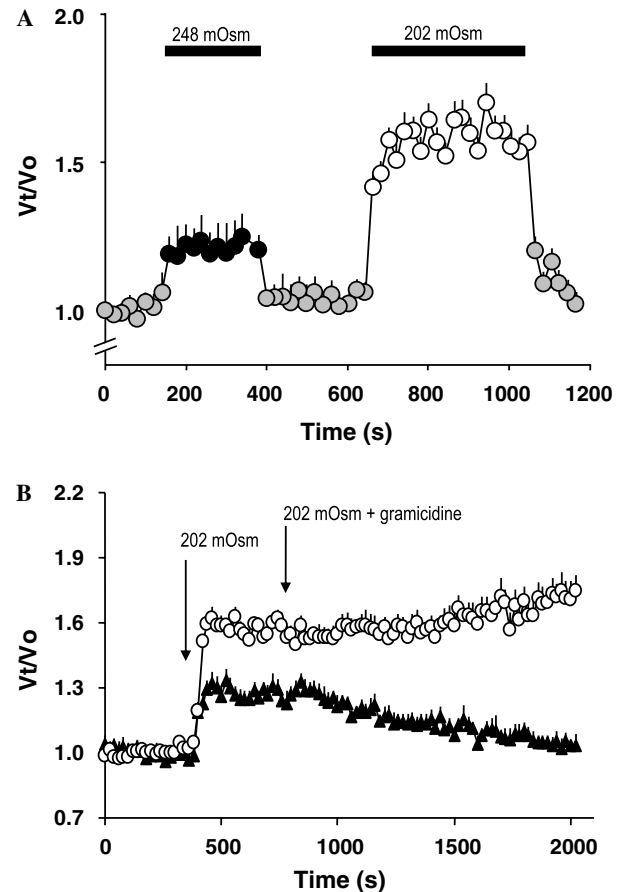 A
248 mOsm
202 mOsm
2.0
1.5
1.0
Vt/Vo
0 200 400 600 800 1000 1200
Time (s)
B
202 mOsm + gramicidine
202 mOsm
2.2
1.9
1.6
1.3
1.0
0.7
Vt/Vo
0 500 1000 1500 2000
Time (s)